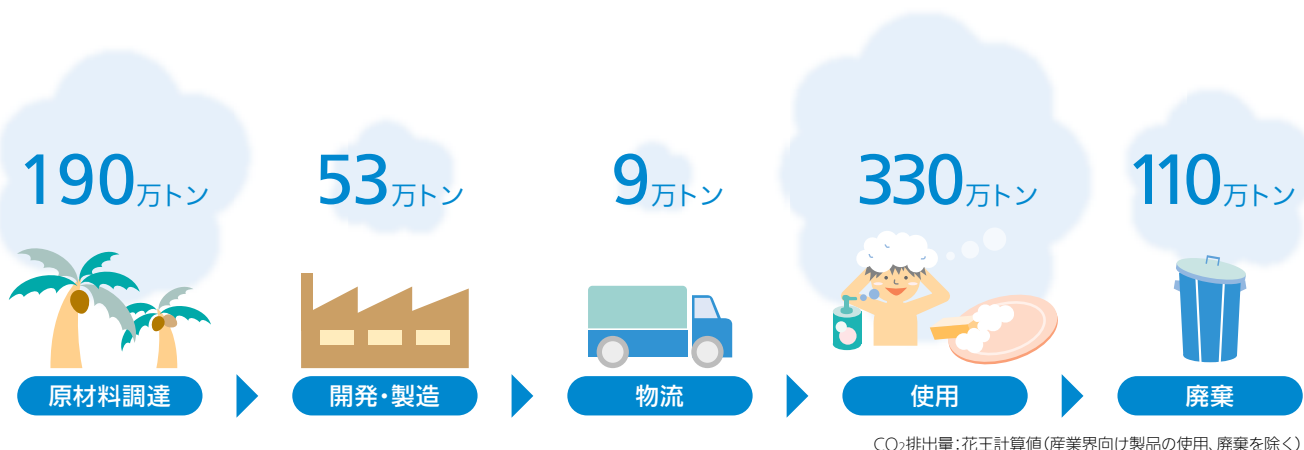 190万トン
53万トン
9万トン
330万トン
110万トン
原材料調達
開発・製造
物流
使用
廃棄
CO2排出量：花王計算値（産業界向け製品の使用、廃棄を除く）